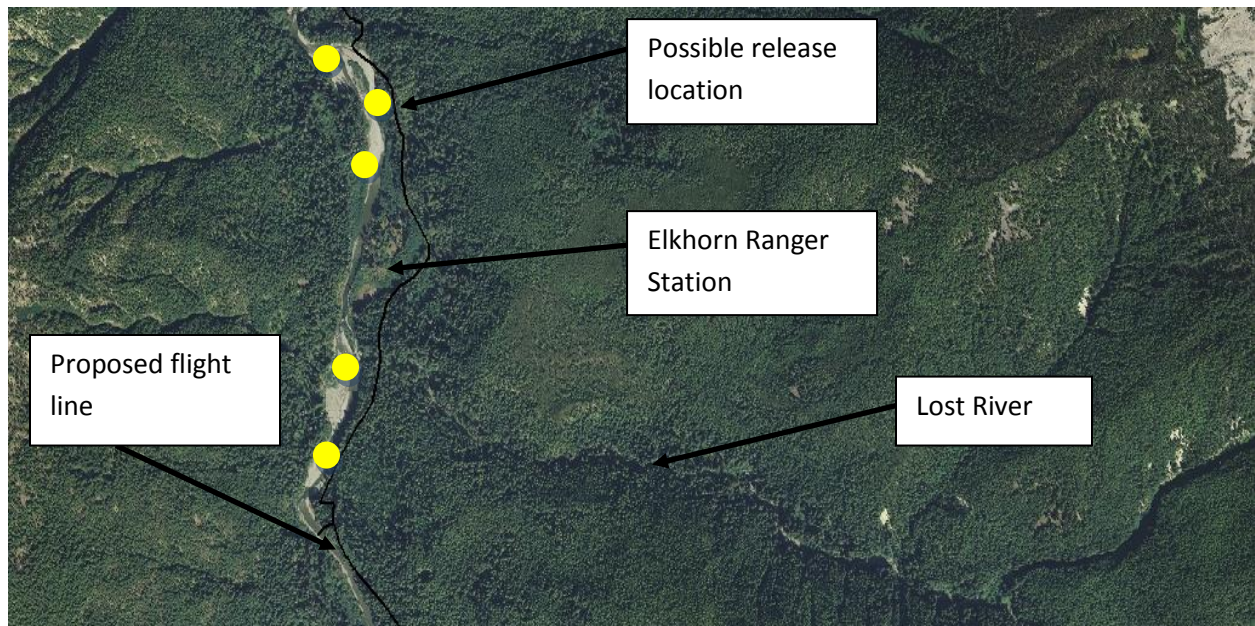 Possible release
location
Elkhorn Ranger
Station
Proposed flight
line
Lost River